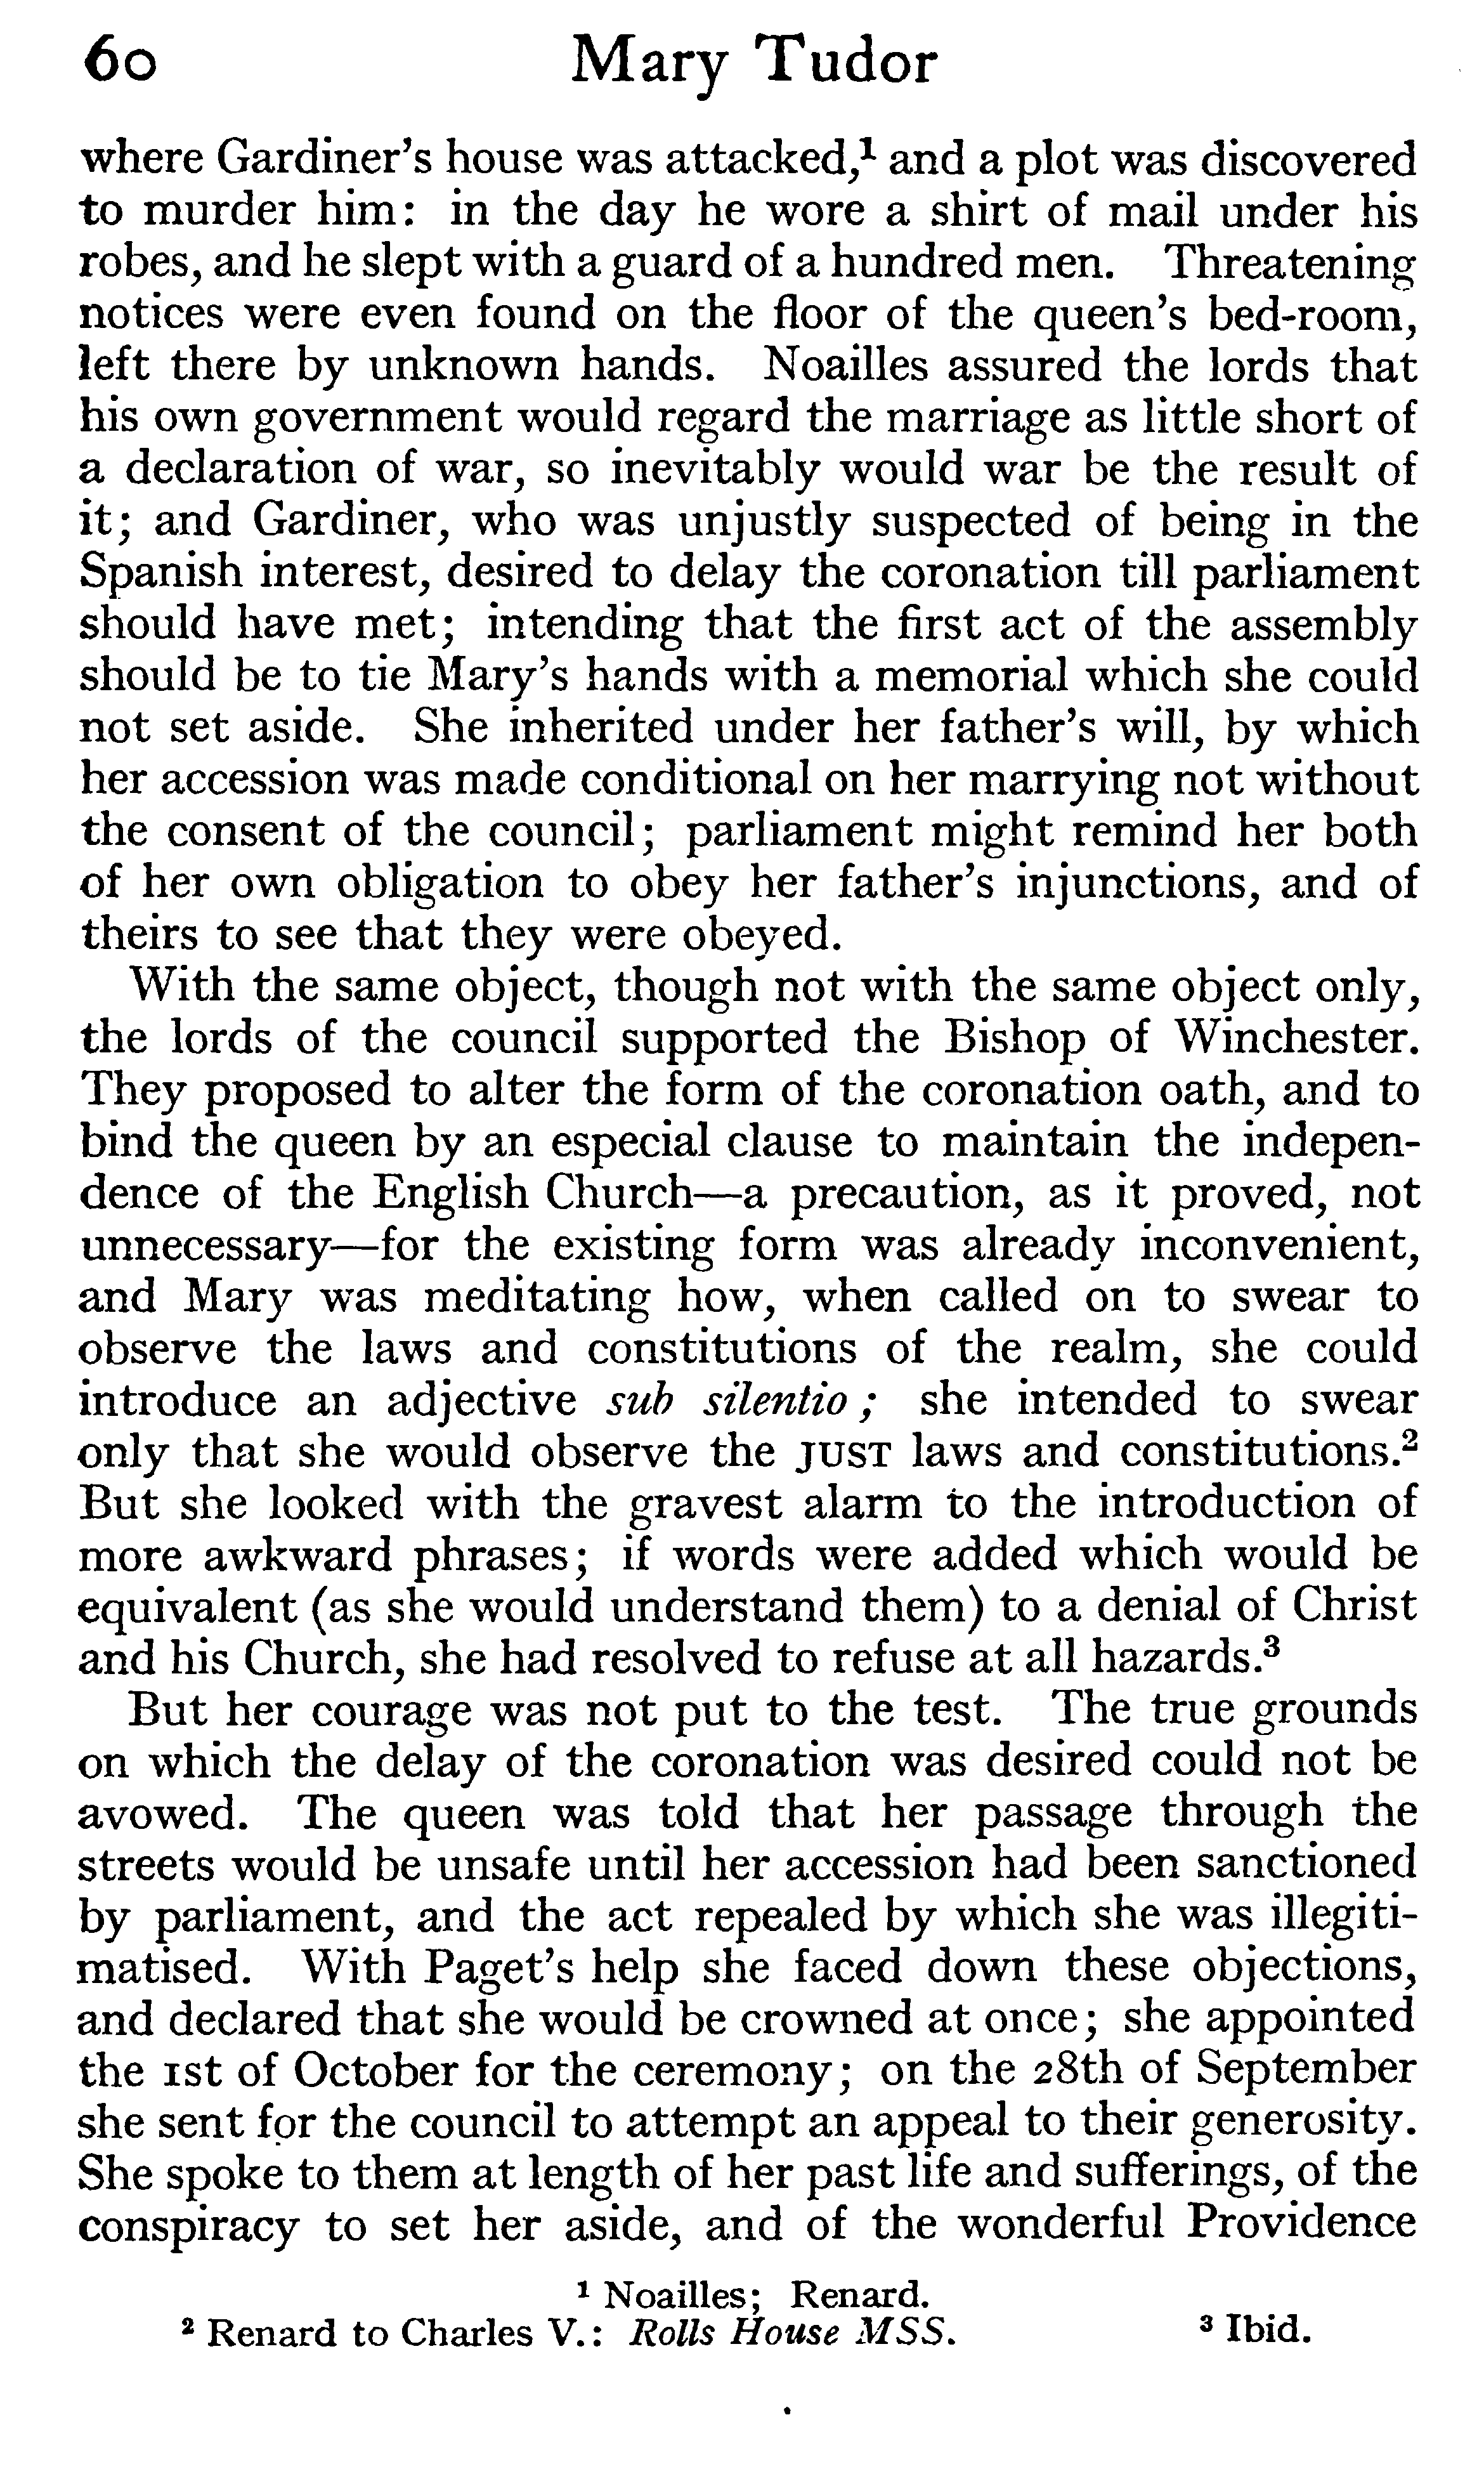 60 Mary Tudor
where Gardiner's house was attacked,¹ and a plot was discovered
to murder him: in the day he wore a shirt of mail under his
robes, and he slept with a guard of a hundred men. Threatening
notices were even found on the floor of the queen's bed-room,
left there by unknown hands. Noailles assured the lords that
his own government would regard the marriage as little short of
a declaration of war, so inevitably would war be the result of
it; and Gardiner, who was unjustly suspected of being in the
Spanish interest, desired to delay the coronation till parliament
should have met; intending that the first act of the assembly
should be to tie Mary's hands with a memorial which she could
not set aside. She inherited under her father's will, by which
her accession was made conditional on her marrying not without
the consent of the council; parliament might remind her both
of her own obligation to obey her father's injunctions, and of
theirs to see that they were obeyed.
With the same object, though not with the same object only,
the lords of the council supported the Bishop of Winchester.
They proposed to alter the form of the coronation oath, and to
bind the queen by an especial clause to maintain the indepen-
dence of the English Church—a precaution, as it proved, not
unnecessary—for the existing form was already inconvenient,
and Mary was meditating how, when called on to swear to
observe the laws and constitutions of the realm, she could
introduce an adjective sub silentio; she intended to swear
only that she would observe the JUST laws and constitutions.²
But she looked with the gravest alarm to the introduction of
more awkward phrases; if words were added which would be
equivalent (as she would understand them) to a denial of Christ
and his Church, she had resolved to refuse at all hazards.³
But her courage was not put to the test. The true grounds
on which the delay of the coronation was desired could not be
avowed. The queen was told that her passage through the
streets would be unsafe until her accession had been sanctioned
by parliament, and the act repealed by which she was illegiti-
matised. With Paget's help she faced down these objections,
and declared that she would be crowned at once; she appointed
the 1st of October for the ceremony; on the 28th of September
she sent for the council to attempt an appeal to their generosity.
She spoke to them at length of her past life and sufferings, of the
conspiracy to set her aside, and of the wonderful Providence
¹ Noailles; Renard.
² Renard to Charles V.: Rolls House MSS. ³ Ibid.